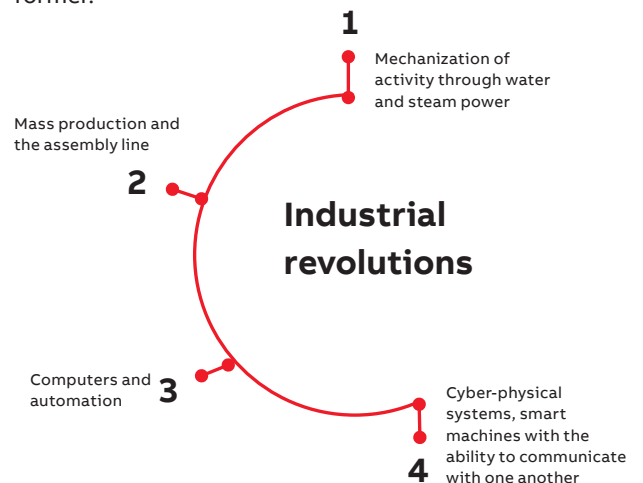 former.
1
Mechanization of
activity through water
and steam power
Mass production and
the assembly line
2
Industrial
revolutions
Computers and
automation
3
Cyber-physical
systems, smart
machines with the
ability to communicate
with one another
4